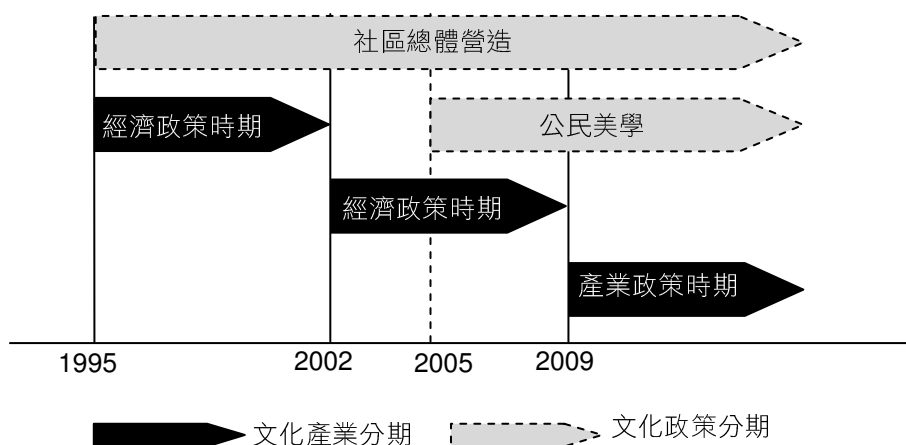 社區總體營造
經濟政策時期
公民美學
經濟政策時期
產業政策時期
1995
2002
2005
2009
文化產業分期
文化政策分期